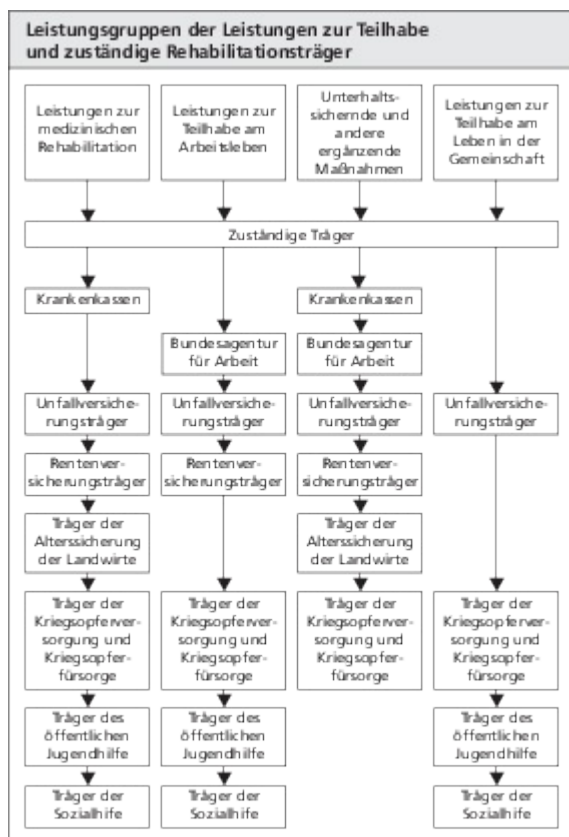 Leistungsgruppen der Leistungen zur Teilhabe
und zuständige Rehabilitationsträger
Leistungen zur
medizinischen
Rehabilitation
Leistungen zur
Teilhabe am
Arbeitsleben
Unterhalts-
sichernde und
andere
ergänzende
Maßnahmen
Leistungen zur
Teilhabe am
Leben in der
Gemeinschaft
Zuständige Träger
Krankenkassen
Krankenkassen
Bundesagentur
für Arbeit
Bundesagentur
für Arbeit
Unfallversiche-
rungsträger
Unfallversiche-
rungsträger
Unfallversiche-
rungsträger
Unfallversiche-
rungsträger
Rentenver-
sicherungsträger
Rentenver-
sicherungsträger
Rentenver-
sicherungsträger
Träger der
Alterssicherung
der Landwirte
Träger der
Alterssicherung
der Landwirte
Träger der
Kriegsopferver-
sorgung und
Kriegsopfer-
fürsorge
Träger der
Kriegsopferver-
sorgung und
Kriegsopfer-
fürsorge
Träger der
Kriegsopferver-
sorgung und
Kriegsopfer-
fürsorge
Träger der
Kriegsopferver-
sorgung und
Kriegsopfer-
fürsorge
Träger des
öffentlichen
Jugendhilfe
Träger des
öffentlichen
Jugendhilfe
Träger des
öffentlichen
Jugendhilfe
Träger der
Sozialhife
Träger der
Sozialhife
Träger der
Sozialhife